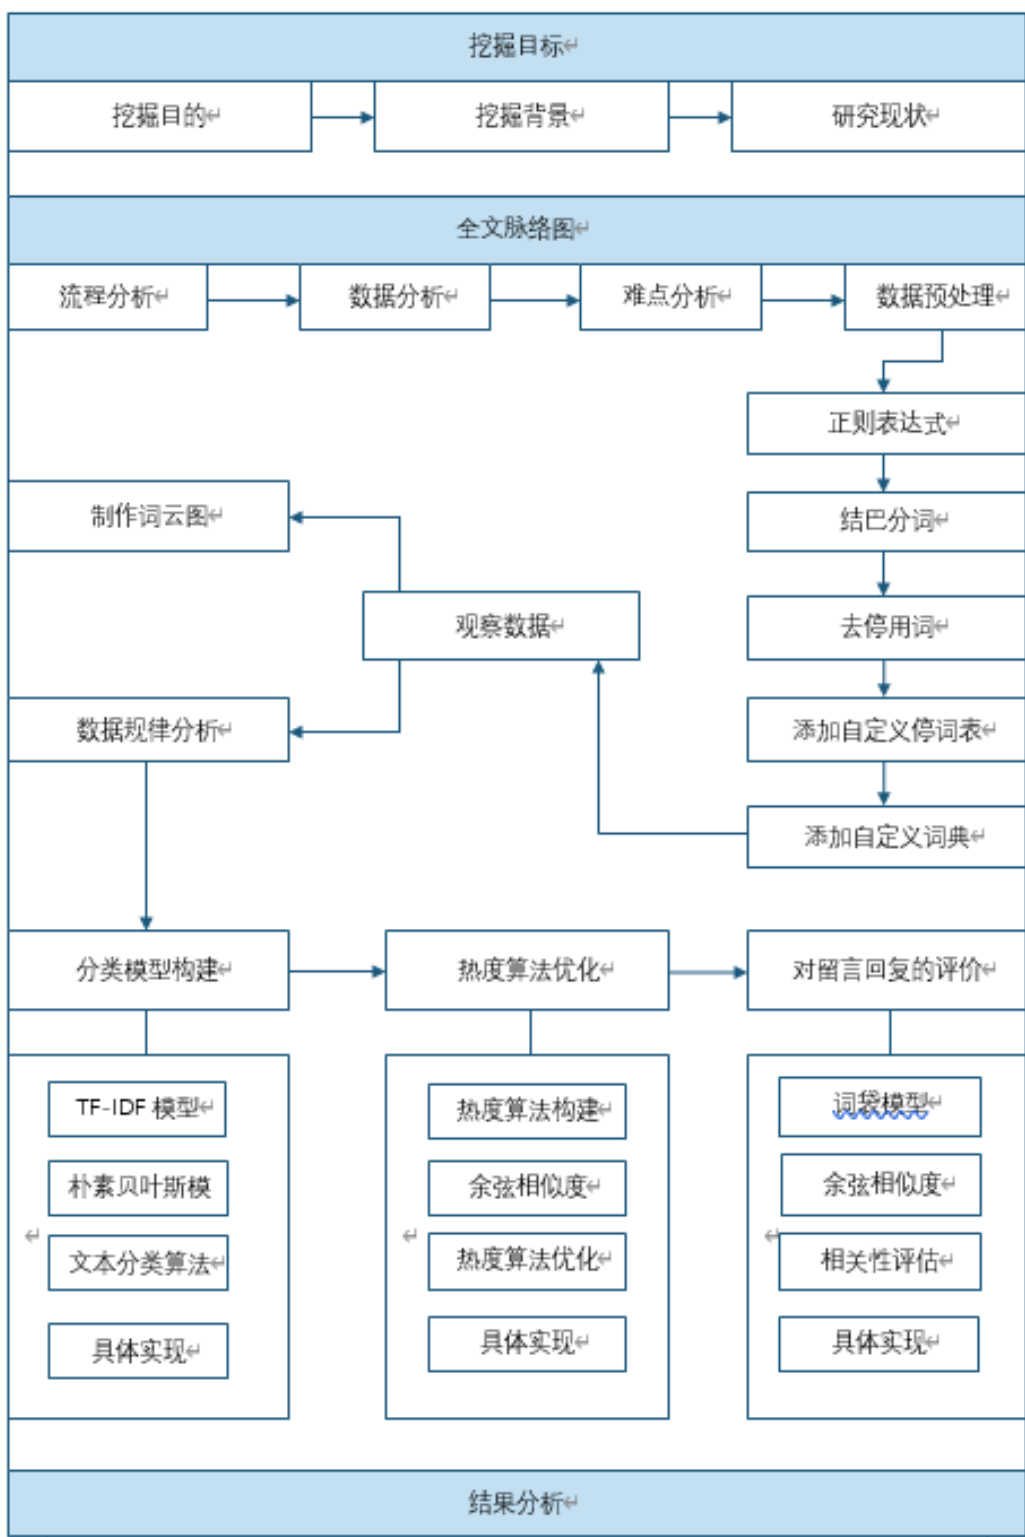 挖掘目标
挖掘目的
挖掘背景
研究现状
全文脉络图
流程分析
数据分析
难点分析
数据预处理
正则表达式
结巴分词
去停用词
添加自定义停词表
添加自定义词典
观察数据
制作词云图
数据规律分析
分类模型构建
热度算法优化
对留言回复的评价
TF-IDF 模型
朴素贝叶斯模
文本分类算法
具体实现
热度算法构建
余弦相似度
热度算法优化
具体实现
词袋模型
余弦相似度
相关性评估
具体实现
结果分析